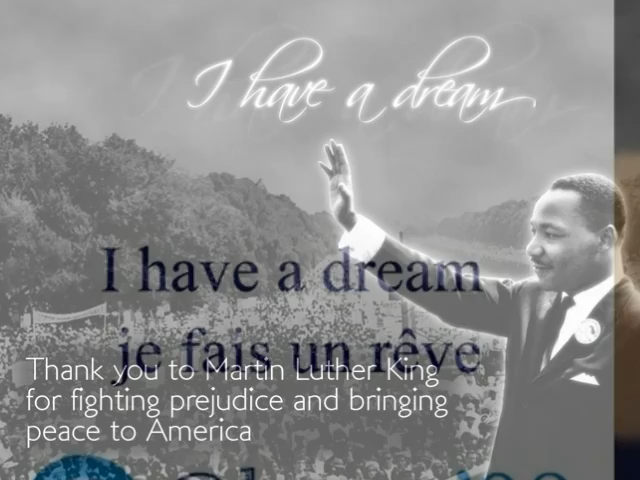 I have a dream
I have a dream
je fais un rêve
Thank you to Martin Luther King
for fighting prejudice and bringing
peace to America